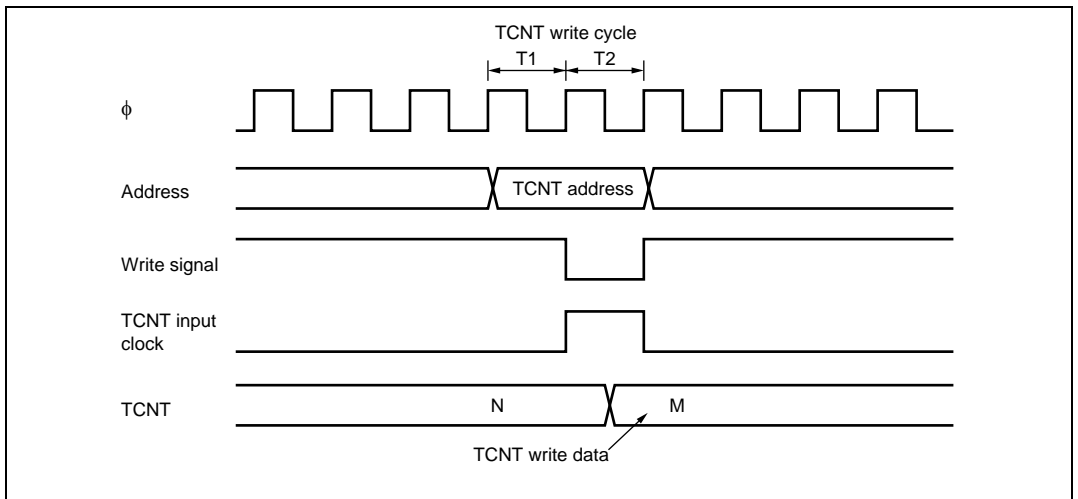 TCNT write cycle
T1 T2
ϕ
Address
TCNT address
Write signal
TCNT input
clock
TCNT
N
M
TCNT write data